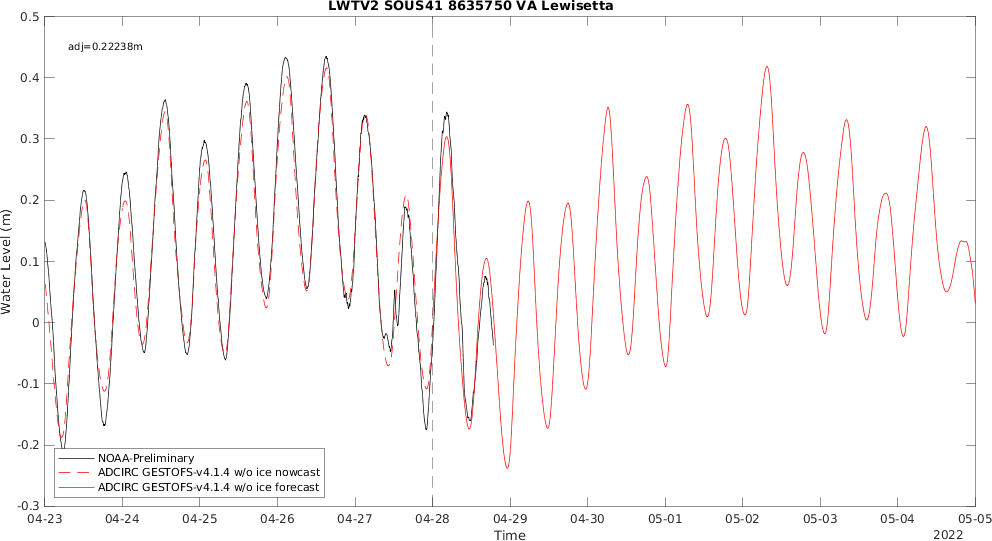 LWTV2 SOUS41 8635750 VA Lewisetta
adj=0.22238m
0.5
0.4
0.3
0.2
0.1
0
-0.1
-0.2
-0.3
Water Level (m)
NOAA-Preliminary
ADCIRC GESTOFS-v4.1.4 w/o ice nowcast
ADCIRC GESTOFS-v4.1.4 w/o ice forecast
04-23 04-24 04-25 04-26 04-27 04-28 04-29 04-30 05-01 05-02 05-03 05-04 05-05
Time
2022